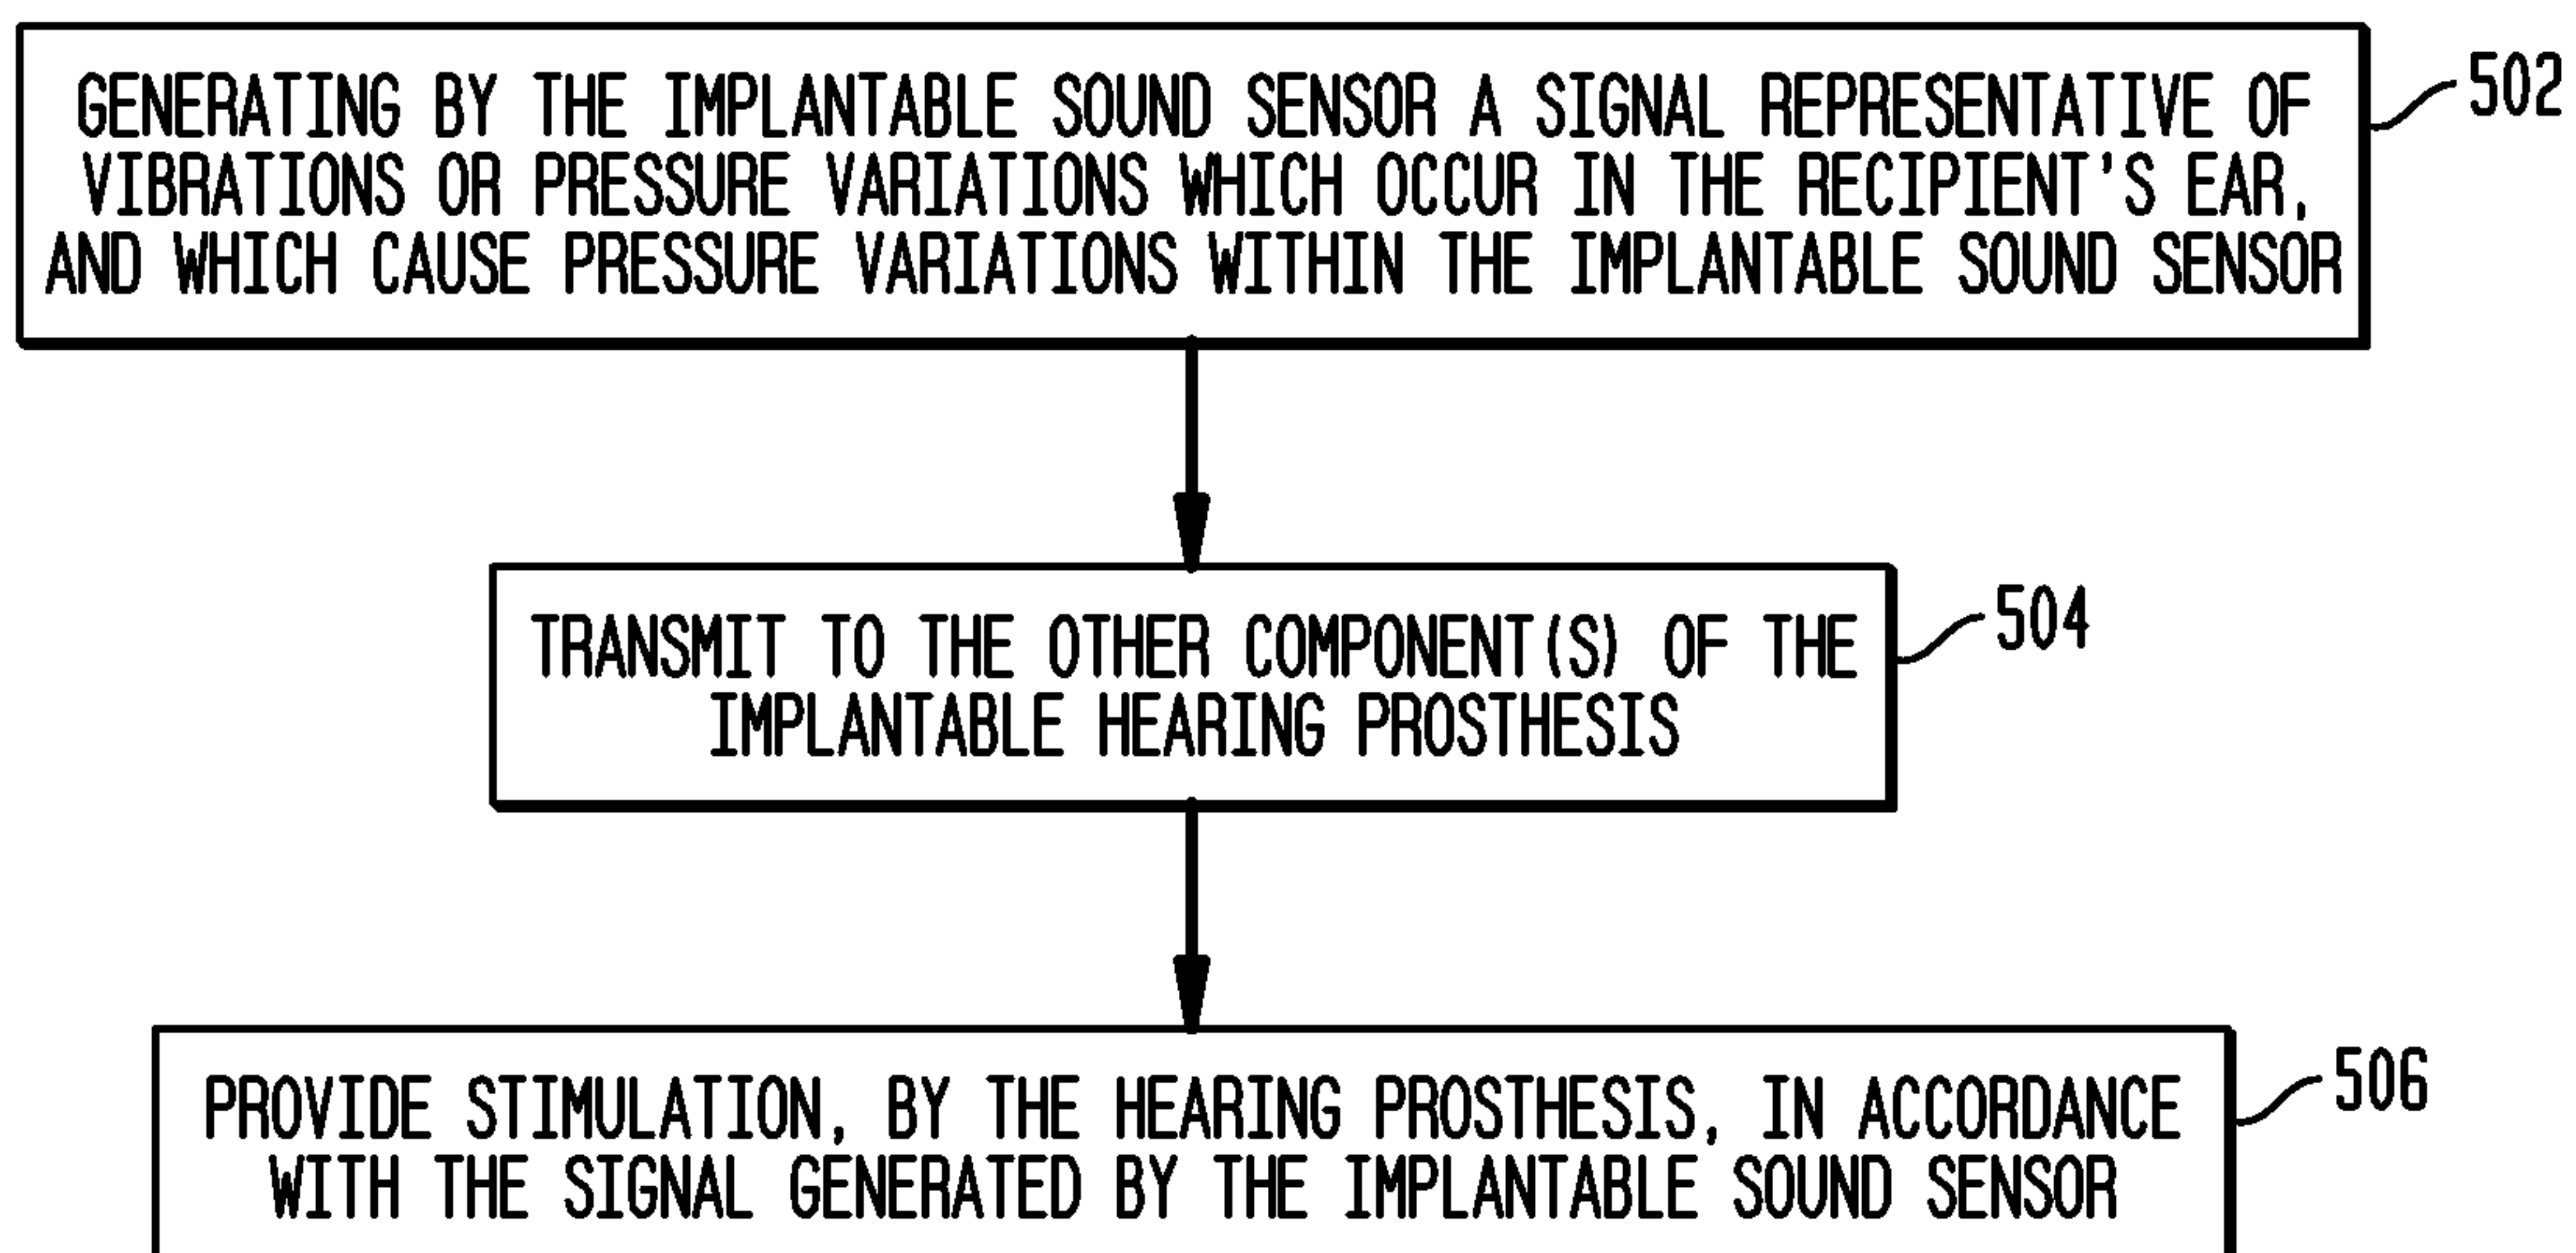 GENERATING BY THE IMPLANTABLE SOUND SENSOR A SIGNAL REPRESENTATIVE OF
VIBRATIONS OR PRESSURE VARIATIONS WHICH OCCUR IN THE RECIPIENT'S EAR,
AND WHICH CAUSE PRESSURE VARIATIONS WITHIN THE IMPLANTABLE SOUND SENSOR
502
TRANSMIT TO THE OTHER COMPONENT(S) OF THE
IMPLANTABLE HEARING PROSTHESIS
504
PROVIDE STIMULATION, BY THE HEARING PROSTHESIS, IN ACCORDANCE
WITH THE SIGNAL GENERATED BY THE IMPLANTABLE SOUND SENSOR
506